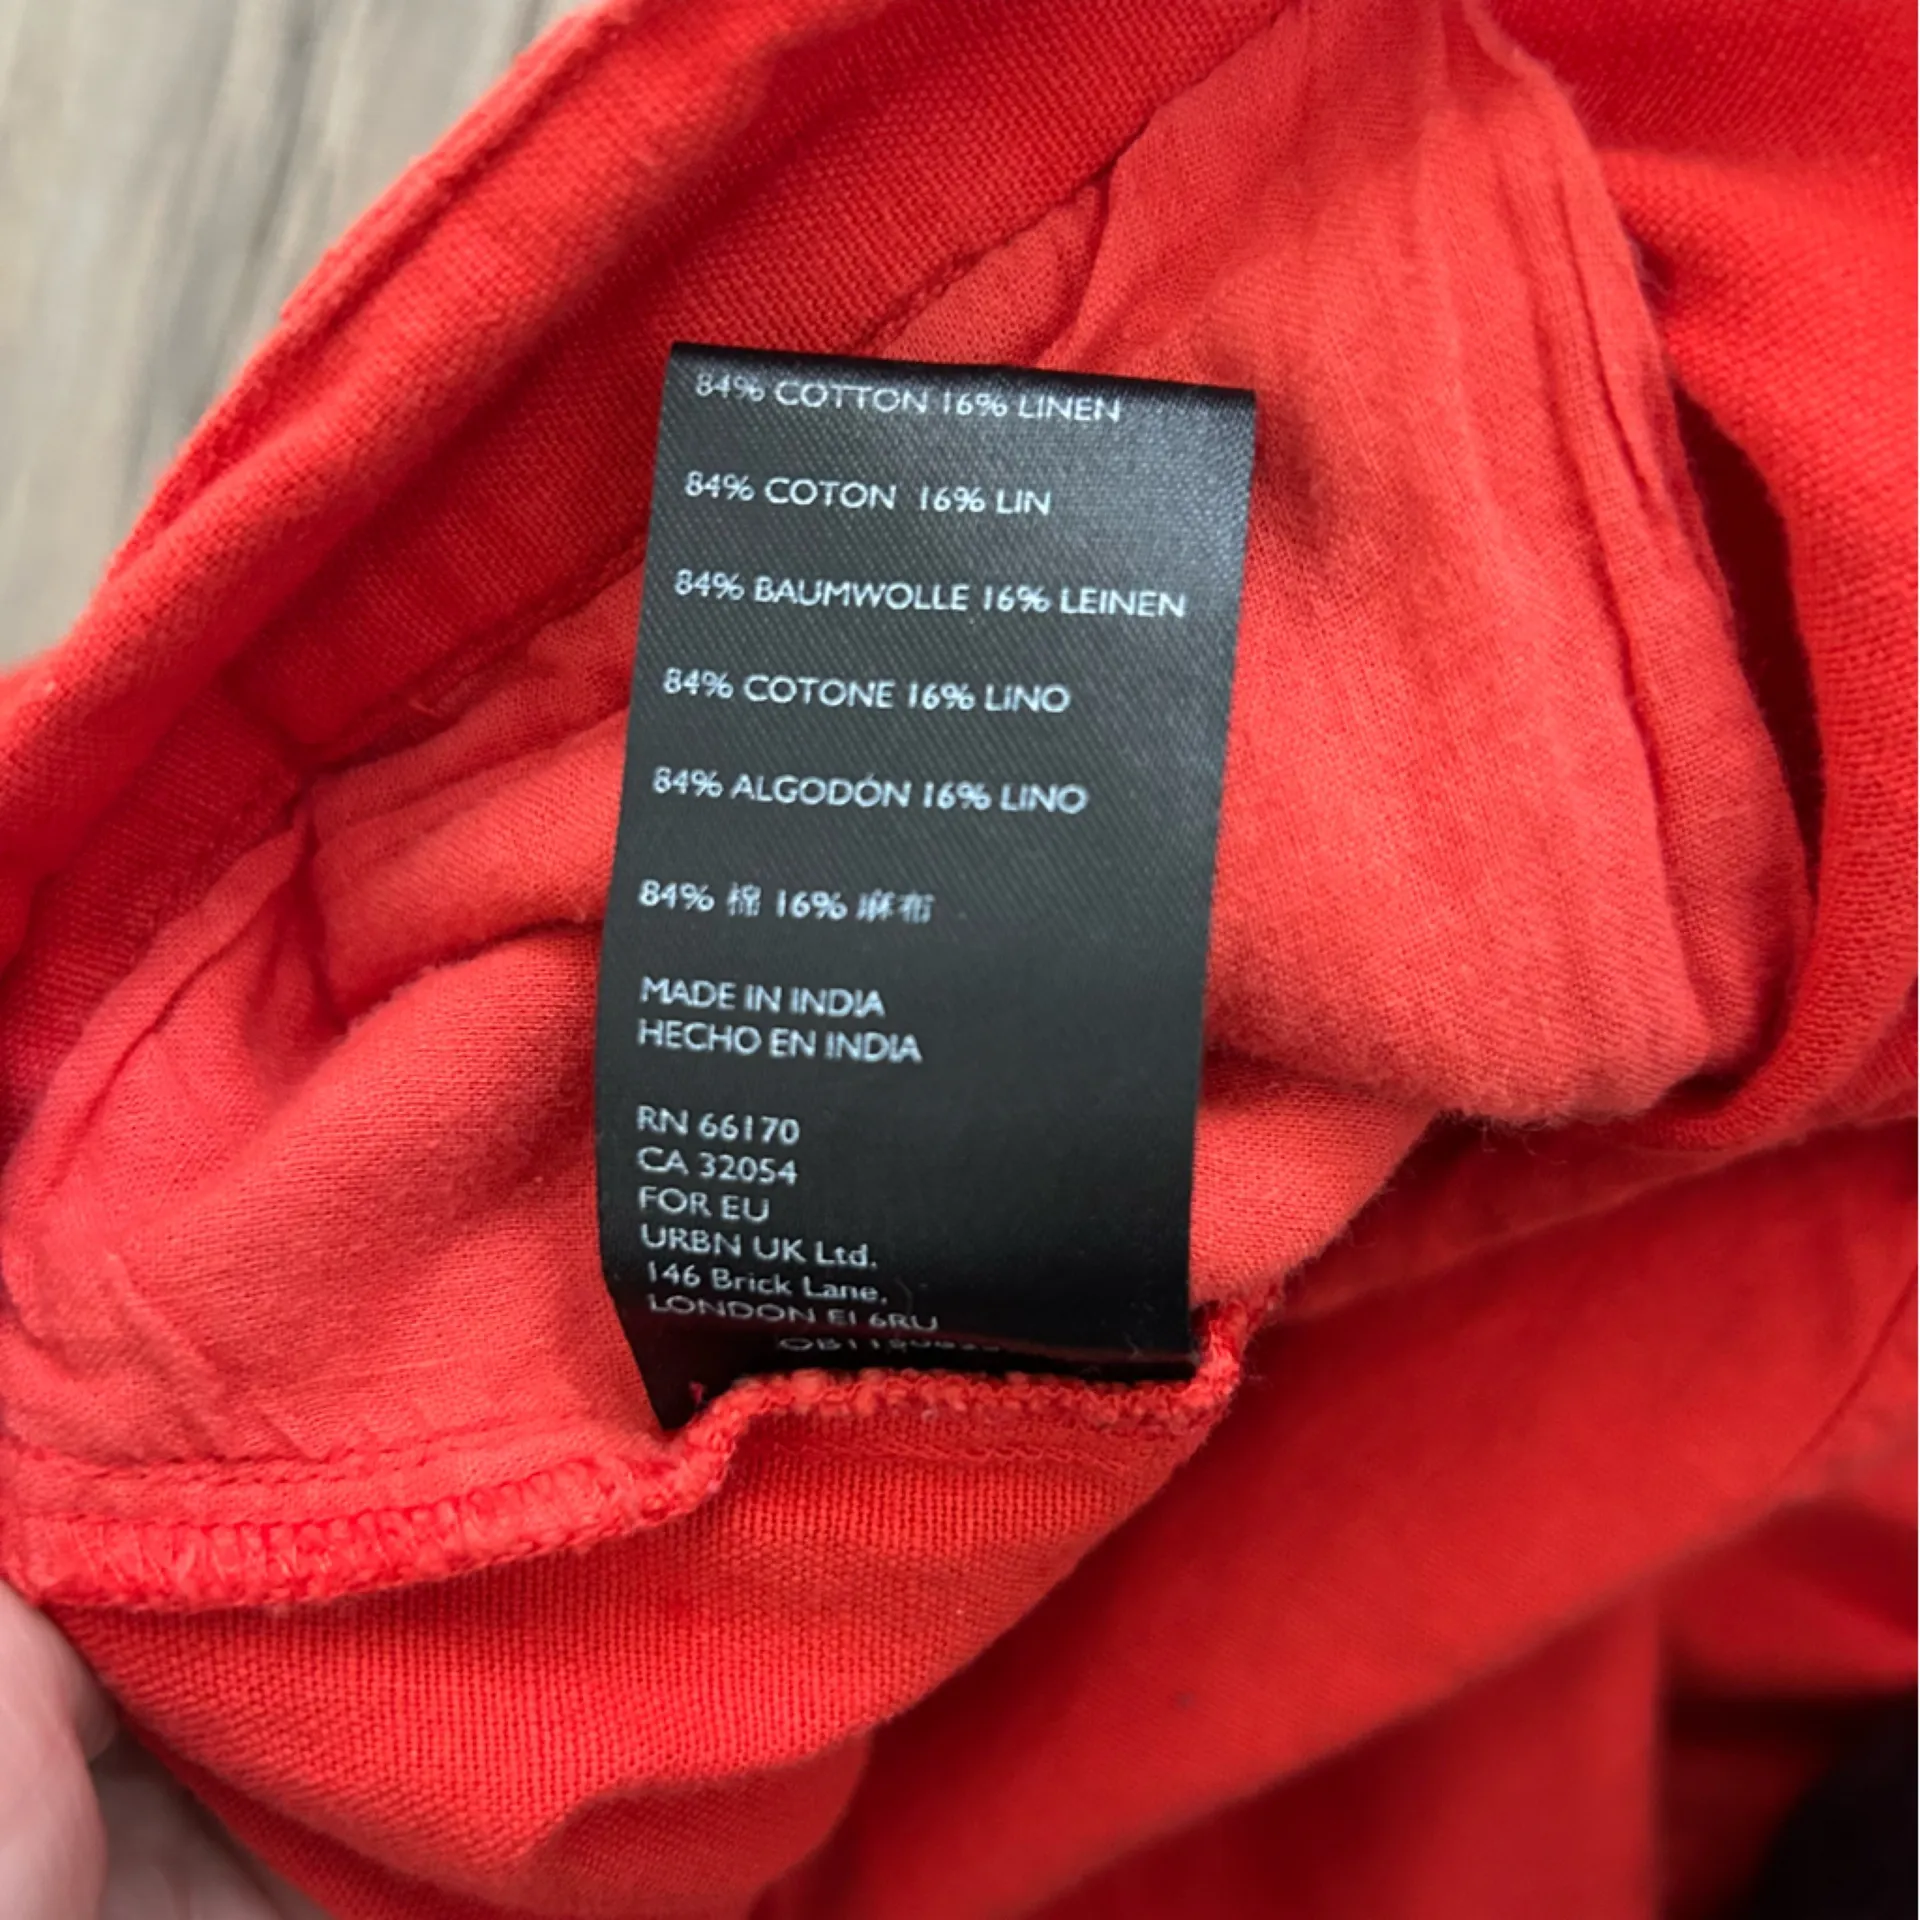 84% COTTON 16% LINEN
84% COTON 16% LIN
84% BAUMWOLLE 16% LEINEN
84% COTONE 16% LINO
84% ALGODÓN 16% LINO
84% 棉 16% 麻布
MADE IN INDIA
HECHO EN INDIA
RN 66170
CA 32054
FOR EU
URBN UK Ltd.
146 Brick Lane,
LONDON E1 6RU